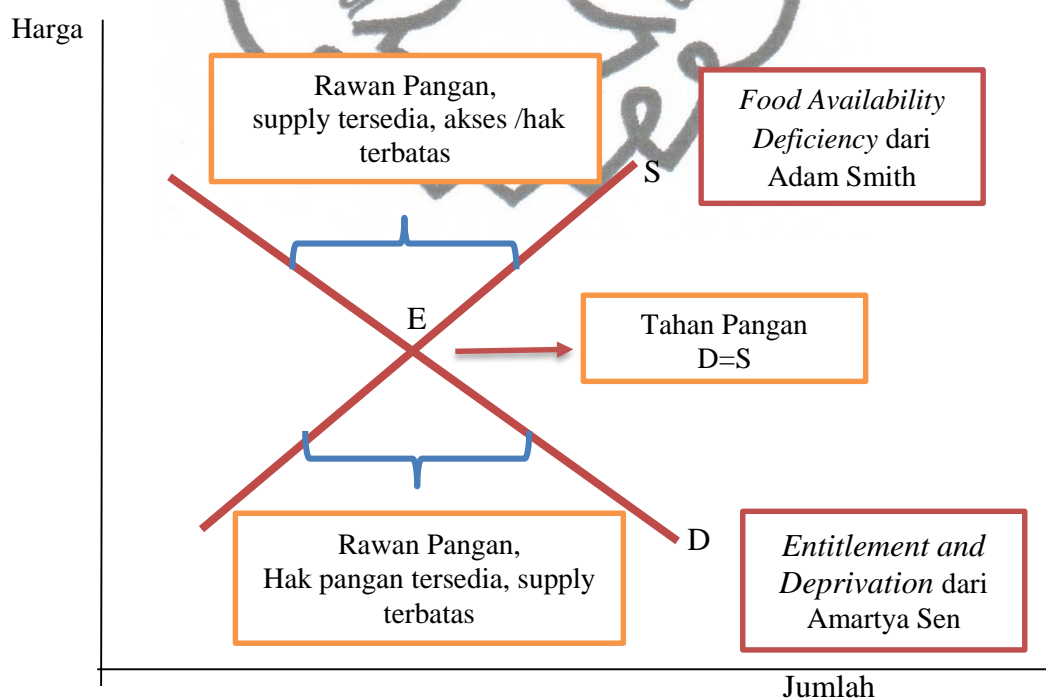 Harga
Rawan Pangan,
supply tersedia, akses /hak
terbatas
Food Availability
Deficiency dari
Adam Smith
S
E
Tahan Pangan
D=S
Rawan Pangan,
Hak pangan tersedia, supply
terbatas
D
Entitlement and
Deprivation dari
Amartya Sen
Jumlah